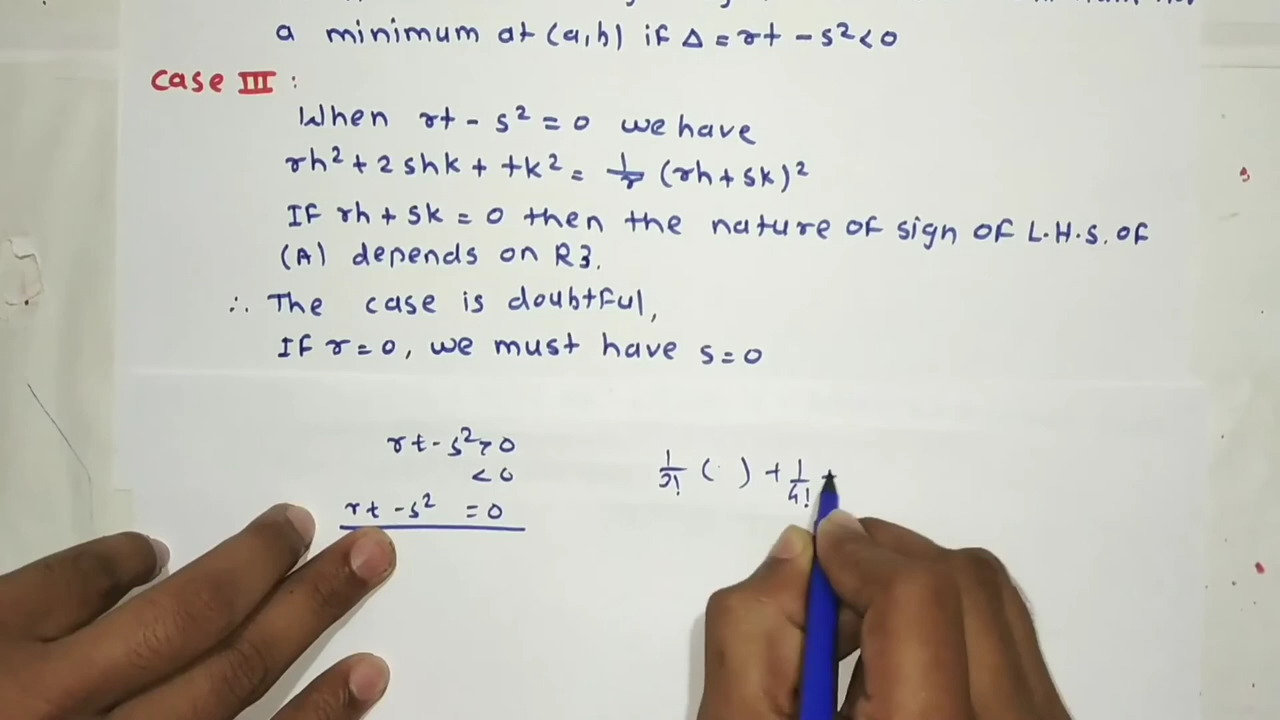 a minimum at (a,b) if Δ = rt - s² < 0
Case III :
When rt - s² = 0 we have
rh² + 2 shk + tk² = 1/r (rh + sk)²
If rh + sk = 0 then the nature of sign of L.H.S. of
(A) depends on R3.
∴ The case is doubtful,
If r = 0, we must have s = 0
rt - s² > 0
< 0
rt - s² = 0
1/3! ( ) + 1/4!